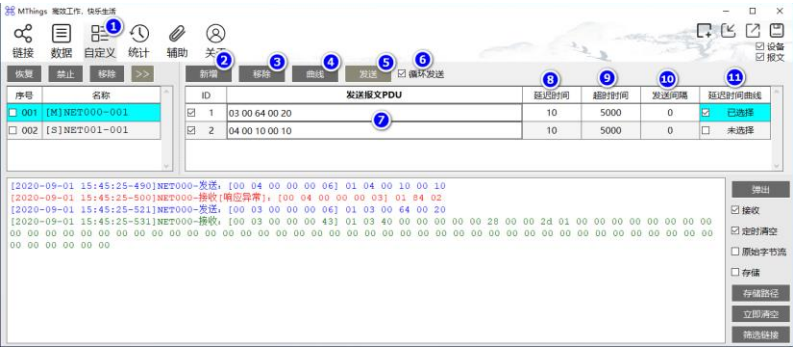 MThings 高效工作、快乐生活
链接 数据 自定义 统计 辅助 关于
1
设备
报文
2 3 4 5 6
恢复 禁止 移除 >> 新增 移除 曲线 发送 循环发送
8 9 10 11
序号 名称 ID 发送报文PDU 延迟时间 超时时间 发送间隔 延迟时间曲线
001 [M]NET000-001 1 03 00 64 00 20 10 5000 0 已选择
7
002 [S]NET001-001 2 04 00 10 00 10 10 5000 0 未选择
[2020-09-01 15:45:25-490]NET000-发送: [00 04 00 00 00 06] 01 04 00 10 00 10
[2020-09-01 15:45:25-500]NET000-接收[响应异常]: [00 04 00 00 00 03] 01 84 02
[2020-09-01 15:45:25-521]NET000-发送: [00 03 00 00 00 06] 01 03 00 64 00 20
[2020-09-01 15:45:25-531]NET000-接收: [00 03 00 00 00 43] 01 03 40 00 00 00 00 00 28 00 00 2d 01 00 00 00 00 00 00 00 00
00 00 00 00 00 00 00 00 00 00 00 00 00 00 00 00 00 00 00 00 00 00 00 00 00 00 00 00 00 00 00 00 00 00 00 00 00 00 00 00
00 00 00 00 00 00
弹出
接收
定时清空
原始字节流
存储
存储路径
立即清空
筛选链接